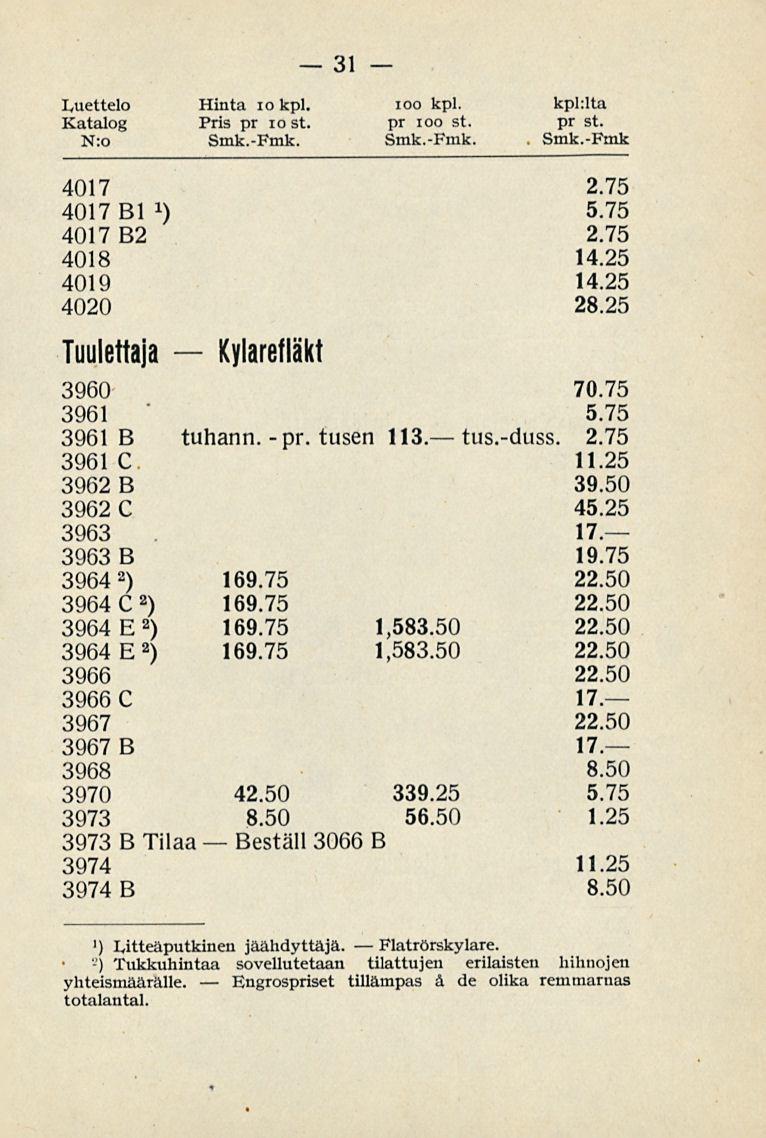 — 31 —
Luettelo Hinta 10 kpl. 100 kpl. kpl:lta
Katalog Pris pr 10 st. pr 100 st. pr st.
N:o Smk.-Fmk. Smk.-Fmk. Smk.-Fmk
4017 2.75
4017 B1 ¹) 5.75
4017 B2 2.75
4018 14.25
4019 14.25
4020 28.25
Tuulettaja — Kylarefläkt
3960 70.75
3961 5.75
3961 B tuhann. - pr. tusen 113.— tus.-duss. 2.75
3961 C 11.25
3962 B 39.50
3962 C 45.25
3963 17.—
3963 B 19.75
3964 ²) 169.75 22.50
3964 C ²) 169.75 22.50
3964 E ²) 169.75 1,583.50 22.50
3964 E ²) 169.75 1,583.50 22.50
3966 22.50
3966 C 17.—
3967 22.50
3967 B 17.—
3968 8.50
3970 42.50 339.25 5.75
3973 8.50 56.50 1.25
3973 B Tilaa — Beställ 3066 B
3974 11.25
3974 B 8.50
¹) Litteäputkinen jäähdyttäjä. — Flatrörskylare.
²) Tukkuhintaa sovellutetaan tilattujen erilaisten hihnojen
yhteismäärälle. — Engrospriset tillämpas å de olika remmarnas
totalantal.